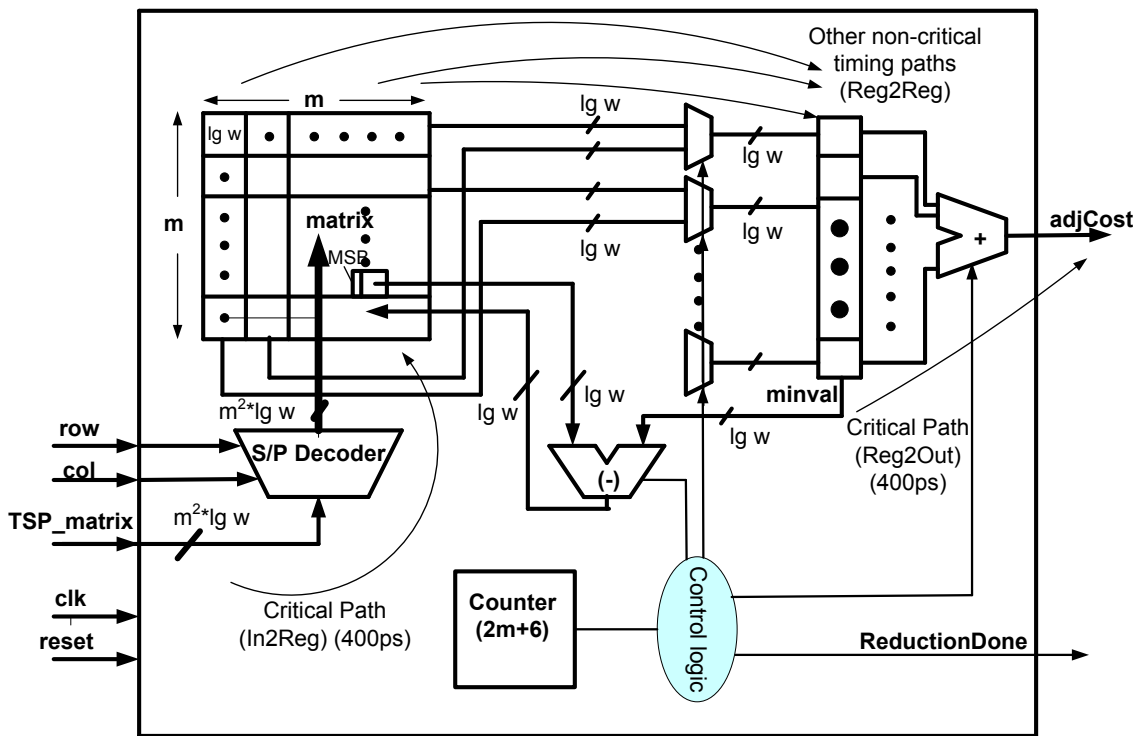 Other non-critical
timing paths
(Reg2Reg)
m
lg w
lg w
lg w
m
matrix
MSB
lg w
lg w
lg w
adjCost
+
minval
lg w
lg w
lg w
m²*lg w
Critical Path
(Reg2Out)
(400ps)
row
col
S/P Decoder
(-)
TSP_matrix
m²*lg w
clk
reset
Critical Path
(In2Reg) (400ps)
Counter
(2m+6)
Control logic
ReductionDone